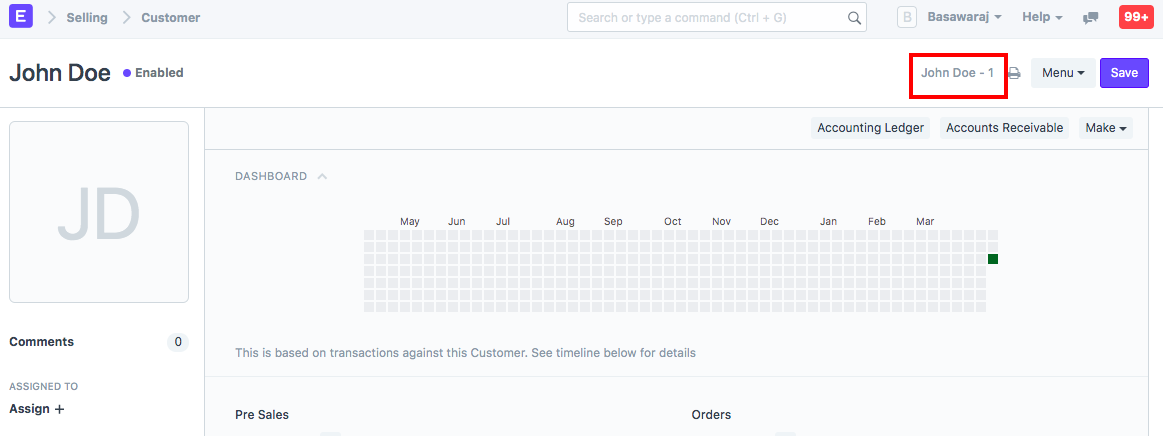 E Selling Customer Search or type a command (Ctrl + G) B Basawaraj Help 99+
John Doe Enabled John Doe - 1 Menu Save
Accounting Ledger Accounts Receivable Make
DASHBOARD
May Jun Jul Aug Sep Oct Nov Dec Jan Feb Mar
JD
This is based on transactions against this Customer. See timeline below for details
Comments 0
ASSIGNED TO
Assign +
Pre Sales Orders